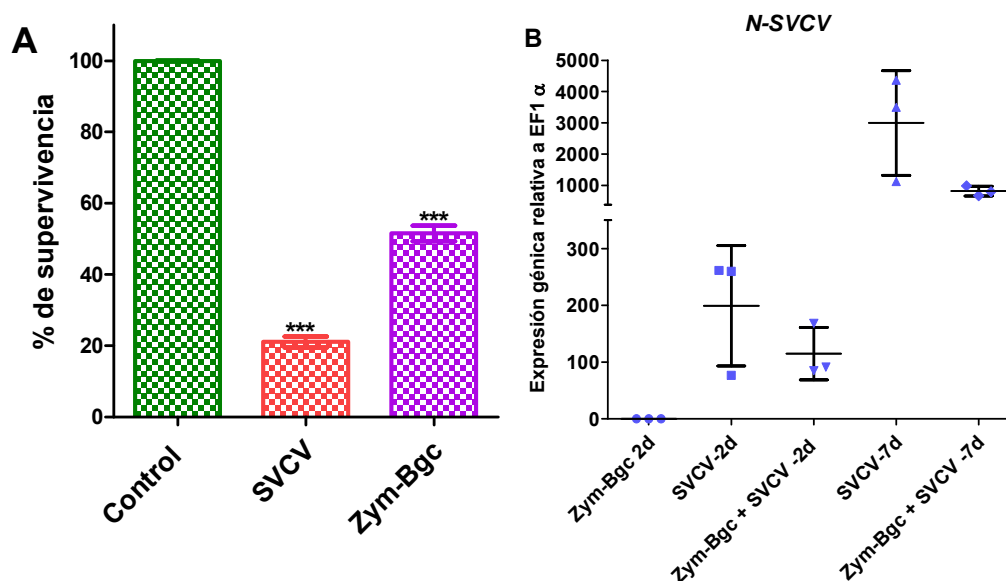 A
% de supervivencia
100
80
60
40
20
0
***
***
Control
SVCV
Zym-Bgc
B
N-SVCV
Expresión génica relativa a EF1 α
5000
4000
3000
2000
1000
300
200
100
0
Zym-Bgc 2d
SVCV-2d
Zym-Bgc + SVCV -2d
SVCV-7d
Zym-Bgc + SVCV -7d